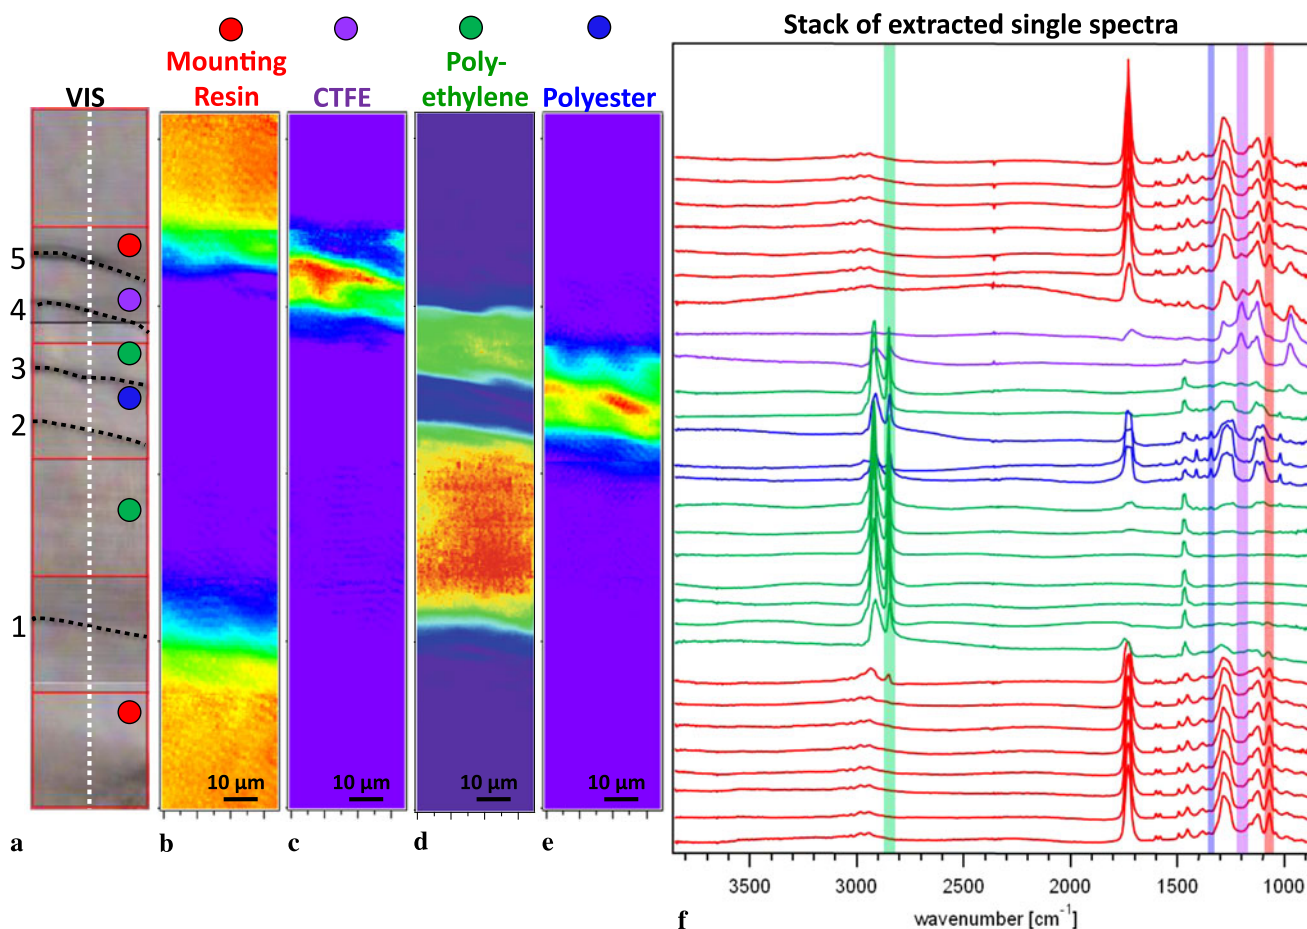 Stack of extracted single spectra
Mounting
Resin
CTFE
Poly-
ethylene
Polyester
VIS
5
4
3
2
1
10 µm
10 µm
10 µm
10 µm
a
b
c
d
e
f
3500
3000
2500
2000
1500
1000
wavenumber [cm⁻¹]